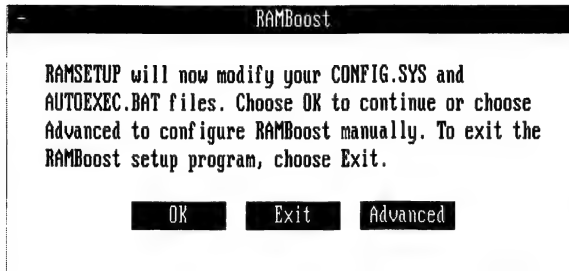 RAMBoost
RAMSETUP will now modify your CONFIG.SYS and
AUTOEXEC.BAT files. Choose OK to continue or choose
Advanced to configure RAMBoost manually. To exit the
RAMBoost setup program, choose Exit.
OK Exit Advanced